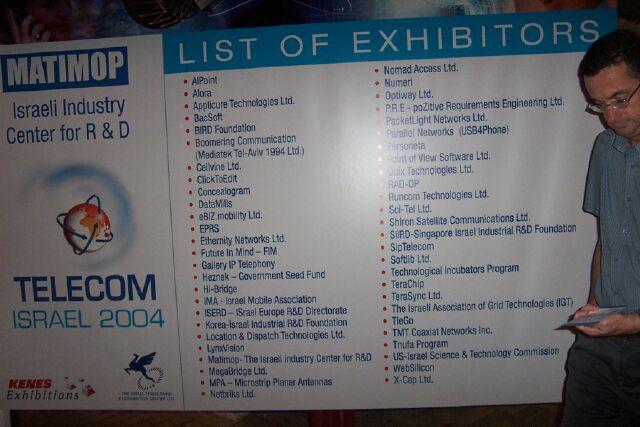 MATIMOP
Israeli Industry
Center for R & D
TELECOM
ISRAEL 2004
KENES
Exhibitions
THE ISRAEL TRADE FAIRS
& CONVENTION CENTER LTD.
LIST OF EXHIBITORS
• AlPoint
• Alora
• Applicure Technologies Ltd.
• BacSoft
• BIRD Foundation
• Boomering Communication
(Mediatek Tel-Aviv 1994 Ltd.)
• Cellvine Ltd.
• ClickToEdit
• Concealogram
• DataMills
• eBIZ.mobility Ltd.
• EPRS
• Ethernity Networks Ltd.
• Future In Mind – FIM
• Gallery IP Telephony
• Heznek – Government Seed Fund
• Hi-Bridge
• IMA - Israel Mobile Association
• ISERD – ISrael Europe R&D Directorate
• Korea-Israel Industrial R&D Foundation
• Location & Dispatch Technologies Ltd.
• LynxVision
• Matimop- The Israeli industry Center for R&D
• MegaBridge Ltd.
• MPA – Microstrip Planar Antennas
• Netbriks Ltd.
• Nomad Access Ltd.
• Numeri
• Optiway Ltd.
• P.R.E - poZitive Requirements Engineering Ltd.
• PacketLight Networks Ltd.
• Parallel Networks (USB4Phone)
• Personeta
• Point of View Software Ltd.
• Quix Technologies Ltd.
• RAD-OP
• Runcom Technologies Ltd.
• Sci-Tel Ltd.
• Shiron Satellite Communications Ltd.
• SIIRD-Singapore Israel Industrial R&D Foundation
• SipTelecom
• Softlib Ltd.
• Technological Incubators Program
• TeraChip
• TeraSync Ltd.
• The Israeli Association of Grid Technologies (IGT)
• TleGo
• TMT Coaxial Networks Inc.
• Tnufa Program
• US-Israel Science & Technology Commission
• WebSilicon
• X-Cap Ltd.